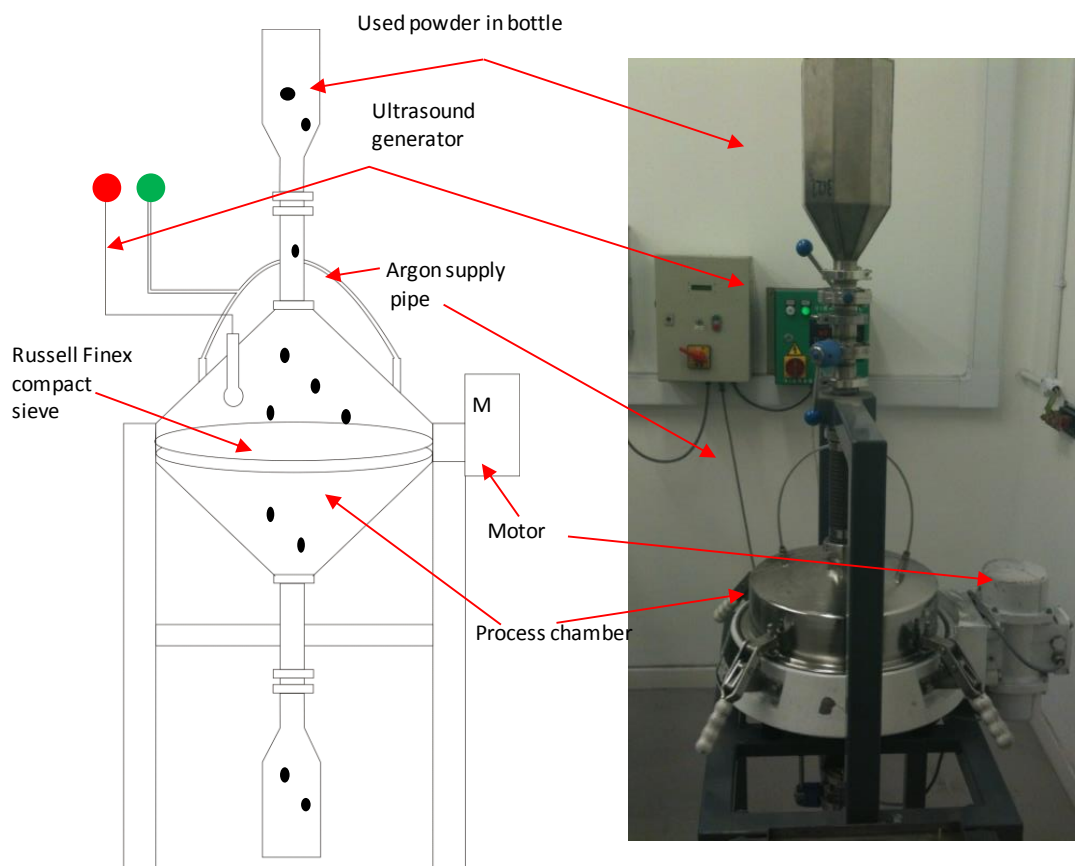 Used powder in bottle
Ultrasound
generator
Argon supply
pipe
Russell Finex
compact
sieve
M
Motor
Process chamber